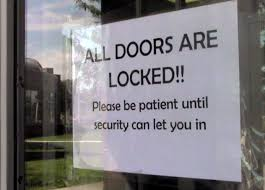 ALL DOORS ARE
LOCKED!!
Please be patient until
security can let you in